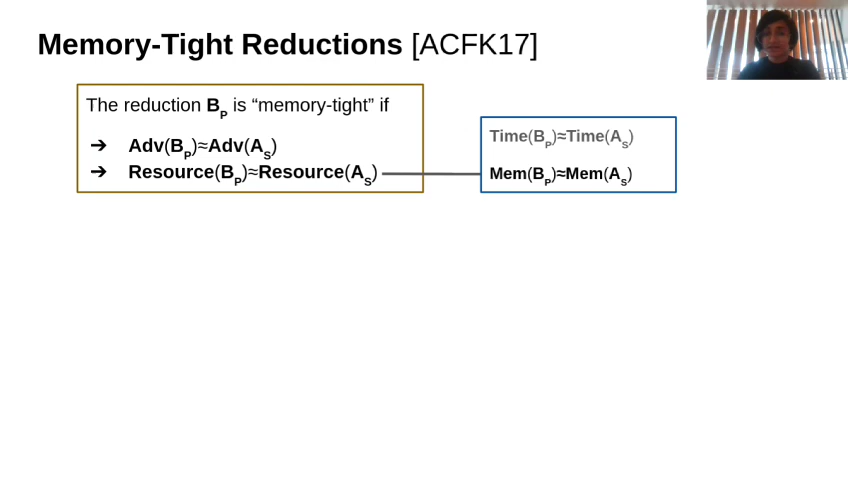 Memory-Tight Reductions [ACFK17]
The reduction B_P is “memory-tight” if
➔ Adv(B_P)≈Adv(A_S)
➔ Resource(B_P)≈Resource(A_S)
Time(B_P)≈Time(A_S)
Mem(B_P)≈Mem(A_S)